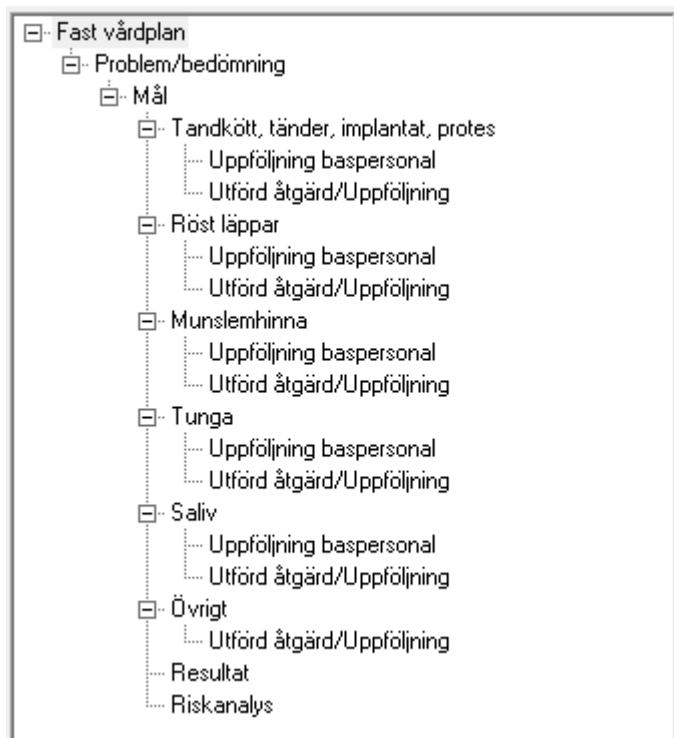 Fast vårdplan
Problem/bedömning
Mål
Tandkött, tänder, implantat, protes
Uppföljning baspersonal
Utförd åtgärd/Uppföljning
Röst läppar
Uppföljning baspersonal
Utförd åtgärd/Uppföljning
Munslemhinna
Uppföljning baspersonal
Utförd åtgärd/Uppföljning
Tunga
Uppföljning baspersonal
Utförd åtgärd/Uppföljning
Saliv
Uppföljning baspersonal
Utförd åtgärd/Uppföljning
Övrigt
Utförd åtgärd/Uppföljning
Resultat
Riskanalys